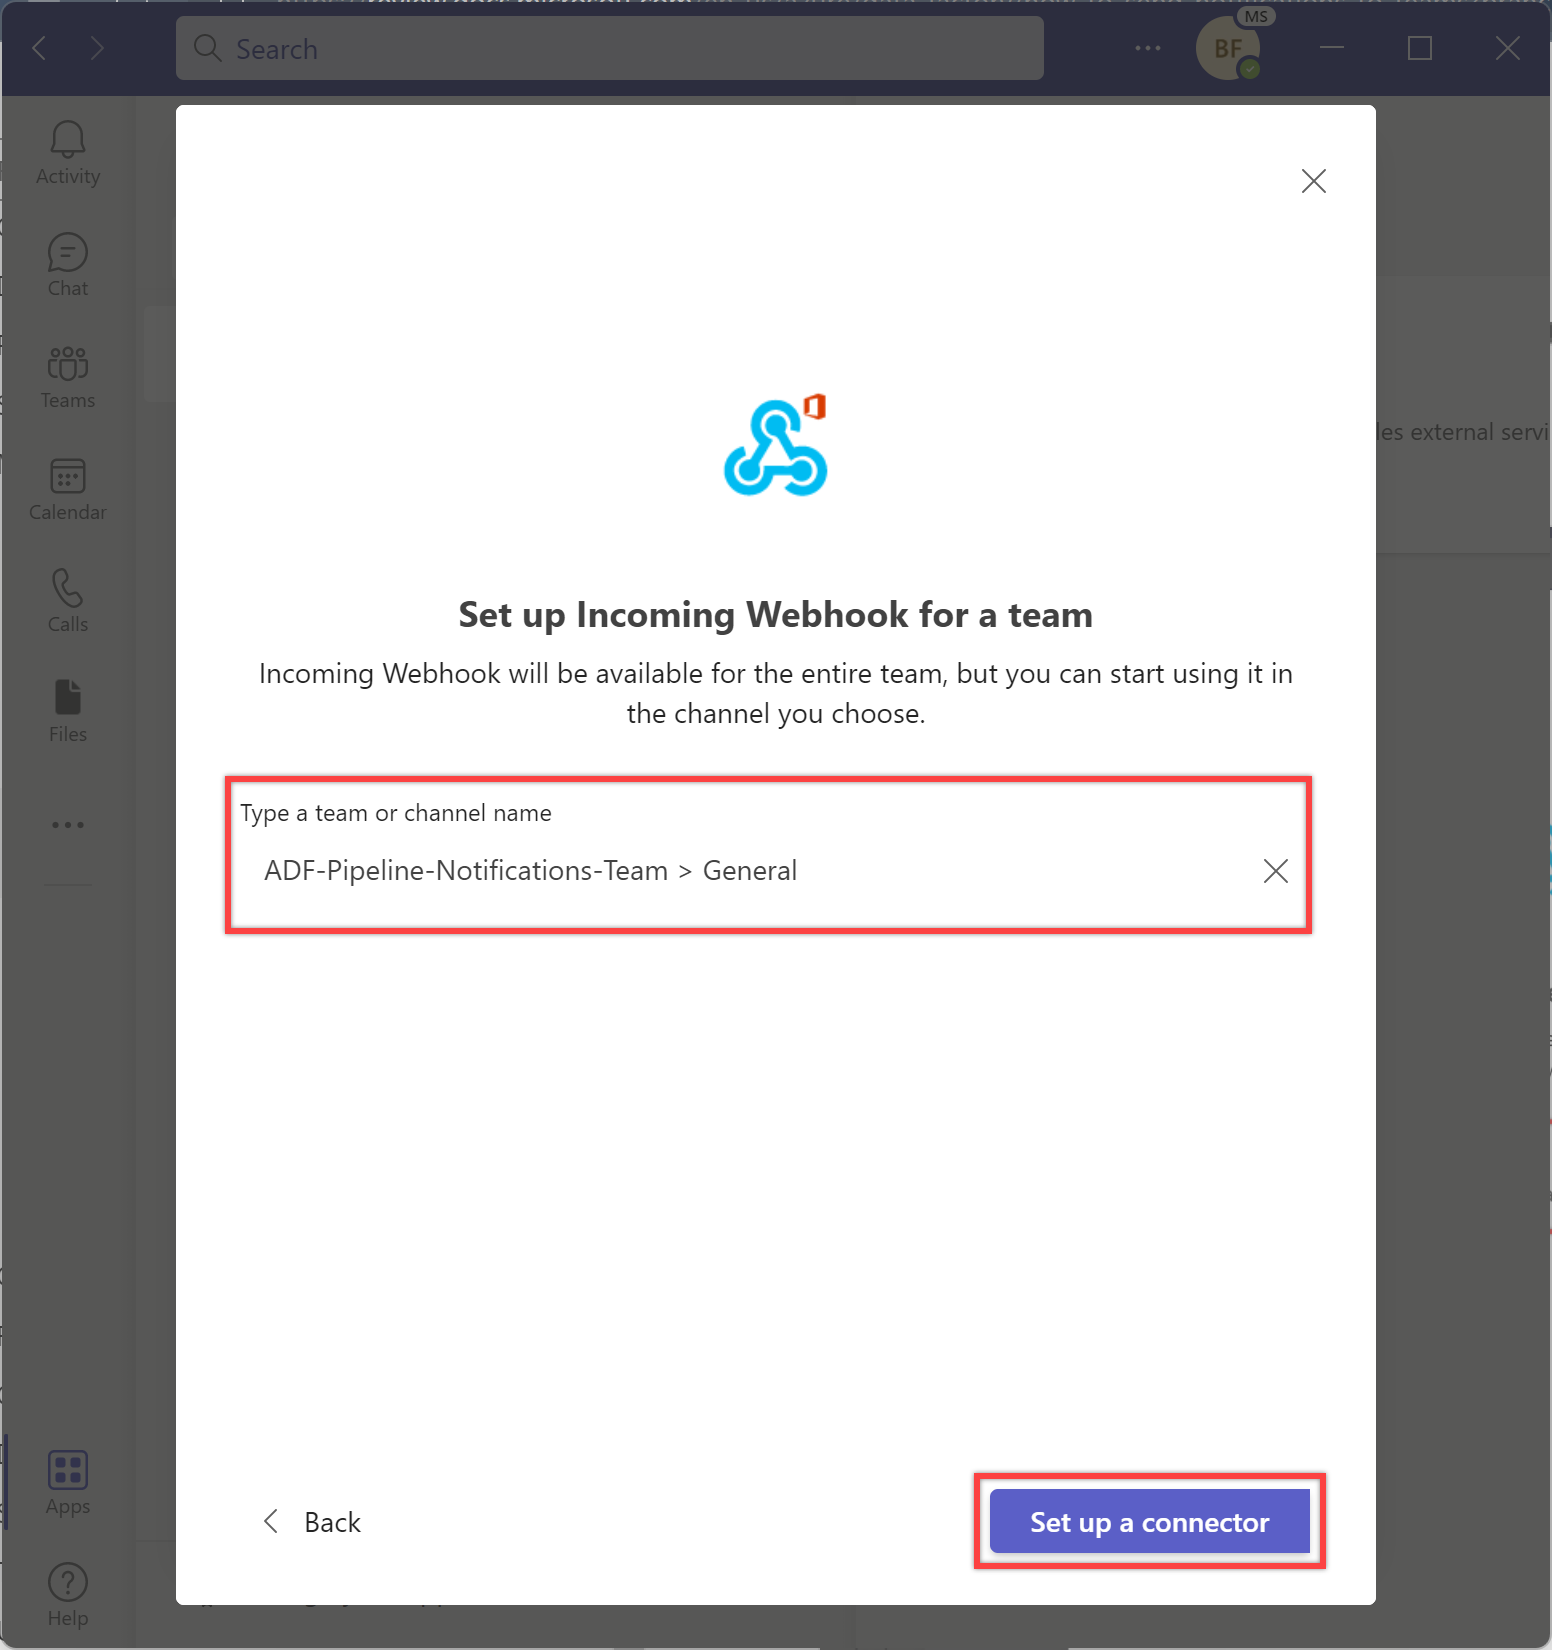 Search
MS
BF
Activity
Chat
Teams
Calendar
Calls
Files
Apps
Help
external servi
Set up Incoming Webhook for a team
Incoming Webhook will be available for the entire team, but you can start using it in
the channel you choose.
Type a team or channel name
ADF-Pipeline-Notifications-Team > General
Back
Set up a connector